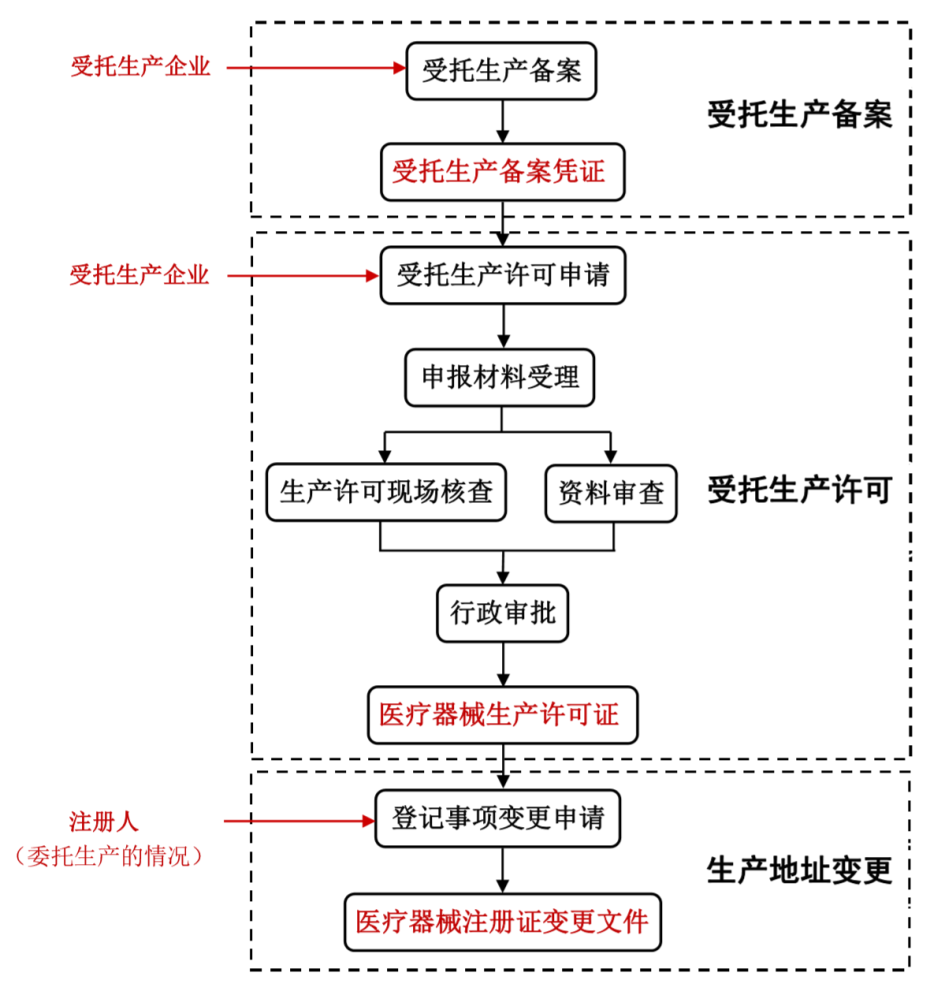 受托生产企业
受托生产备案
受托生产备案
受托生产备案凭证
受托生产企业
受托生产许可申请
申报材料受理
生产许可现场核查
资料审查
受托生产许可
行政审批
医疗器械生产许可证
注册人
（委托生产的情况）
登记事项变更申请
生产地址变更
医疗器械注册证变更文件